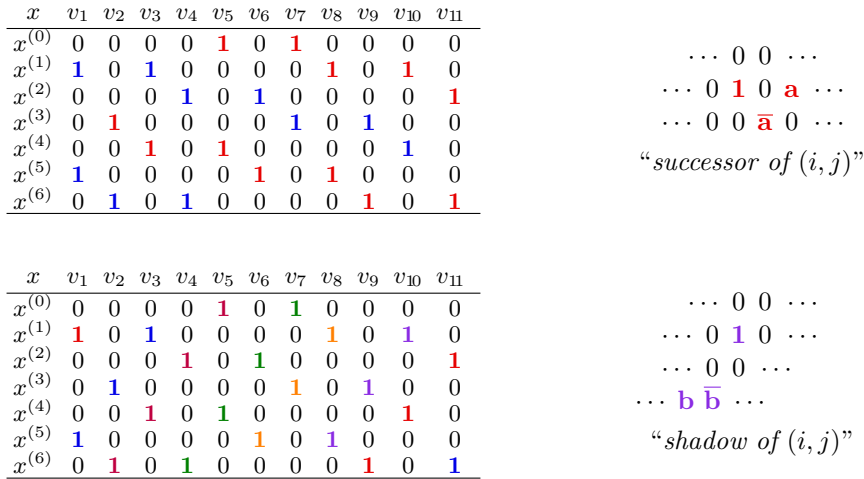 x v₁ v₂ v₃ v₄ v₅ v₆ v₇ v₈ v₉ v₁₀ v₁₁
x⁽⁰⁾ 0 0 0 0 1 0 1 0 0 0 0
x⁽¹⁾ 1 0 1 0 0 0 0 1 0 1 0
x⁽²⁾ 0 0 0 1 0 1 0 0 0 0 1
x⁽³⁾ 0 1 0 0 0 0 1 0 1 0 0
x⁽⁴⁾ 0 0 1 0 1 0 0 0 0 1 0
x⁽⁵⁾ 1 0 0 0 0 1 0 1 0 0 0
x⁽⁶⁾ 0 1 0 1 0 0 0 0 1 0 1
⋯ 0 0 ⋯
⋯ 0 1 0 a ⋯
⋯ 0 0 a̅ 0 ⋯
“successor of (i, j)”
x v₁ v₂ v₃ v₄ v₅ v₆ v₇ v₈ v₉ v₁₀ v₁₁
x⁽⁰⁾ 0 0 0 0 1 0 1 0 0 0 0
x⁽¹⁾ 1 0 1 0 0 0 0 1 0 1 0
x⁽²⁾ 0 0 0 1 0 1 0 0 0 0 1
x⁽³⁾ 0 1 0 0 0 0 1 0 1 0 0
x⁽⁴⁾ 0 0 1 0 1 0 0 0 0 1 0
x⁽⁵⁾ 1 0 0 0 0 1 0 1 0 0 0
x⁽⁶⁾ 0 1 0 1 0 0 0 0 1 0 1
⋯ 0 0 ⋯
⋯ 0 1 0 ⋯
⋯ 0 0 ⋯
⋯ b b̅ ⋯
“shadow of (i, j)”